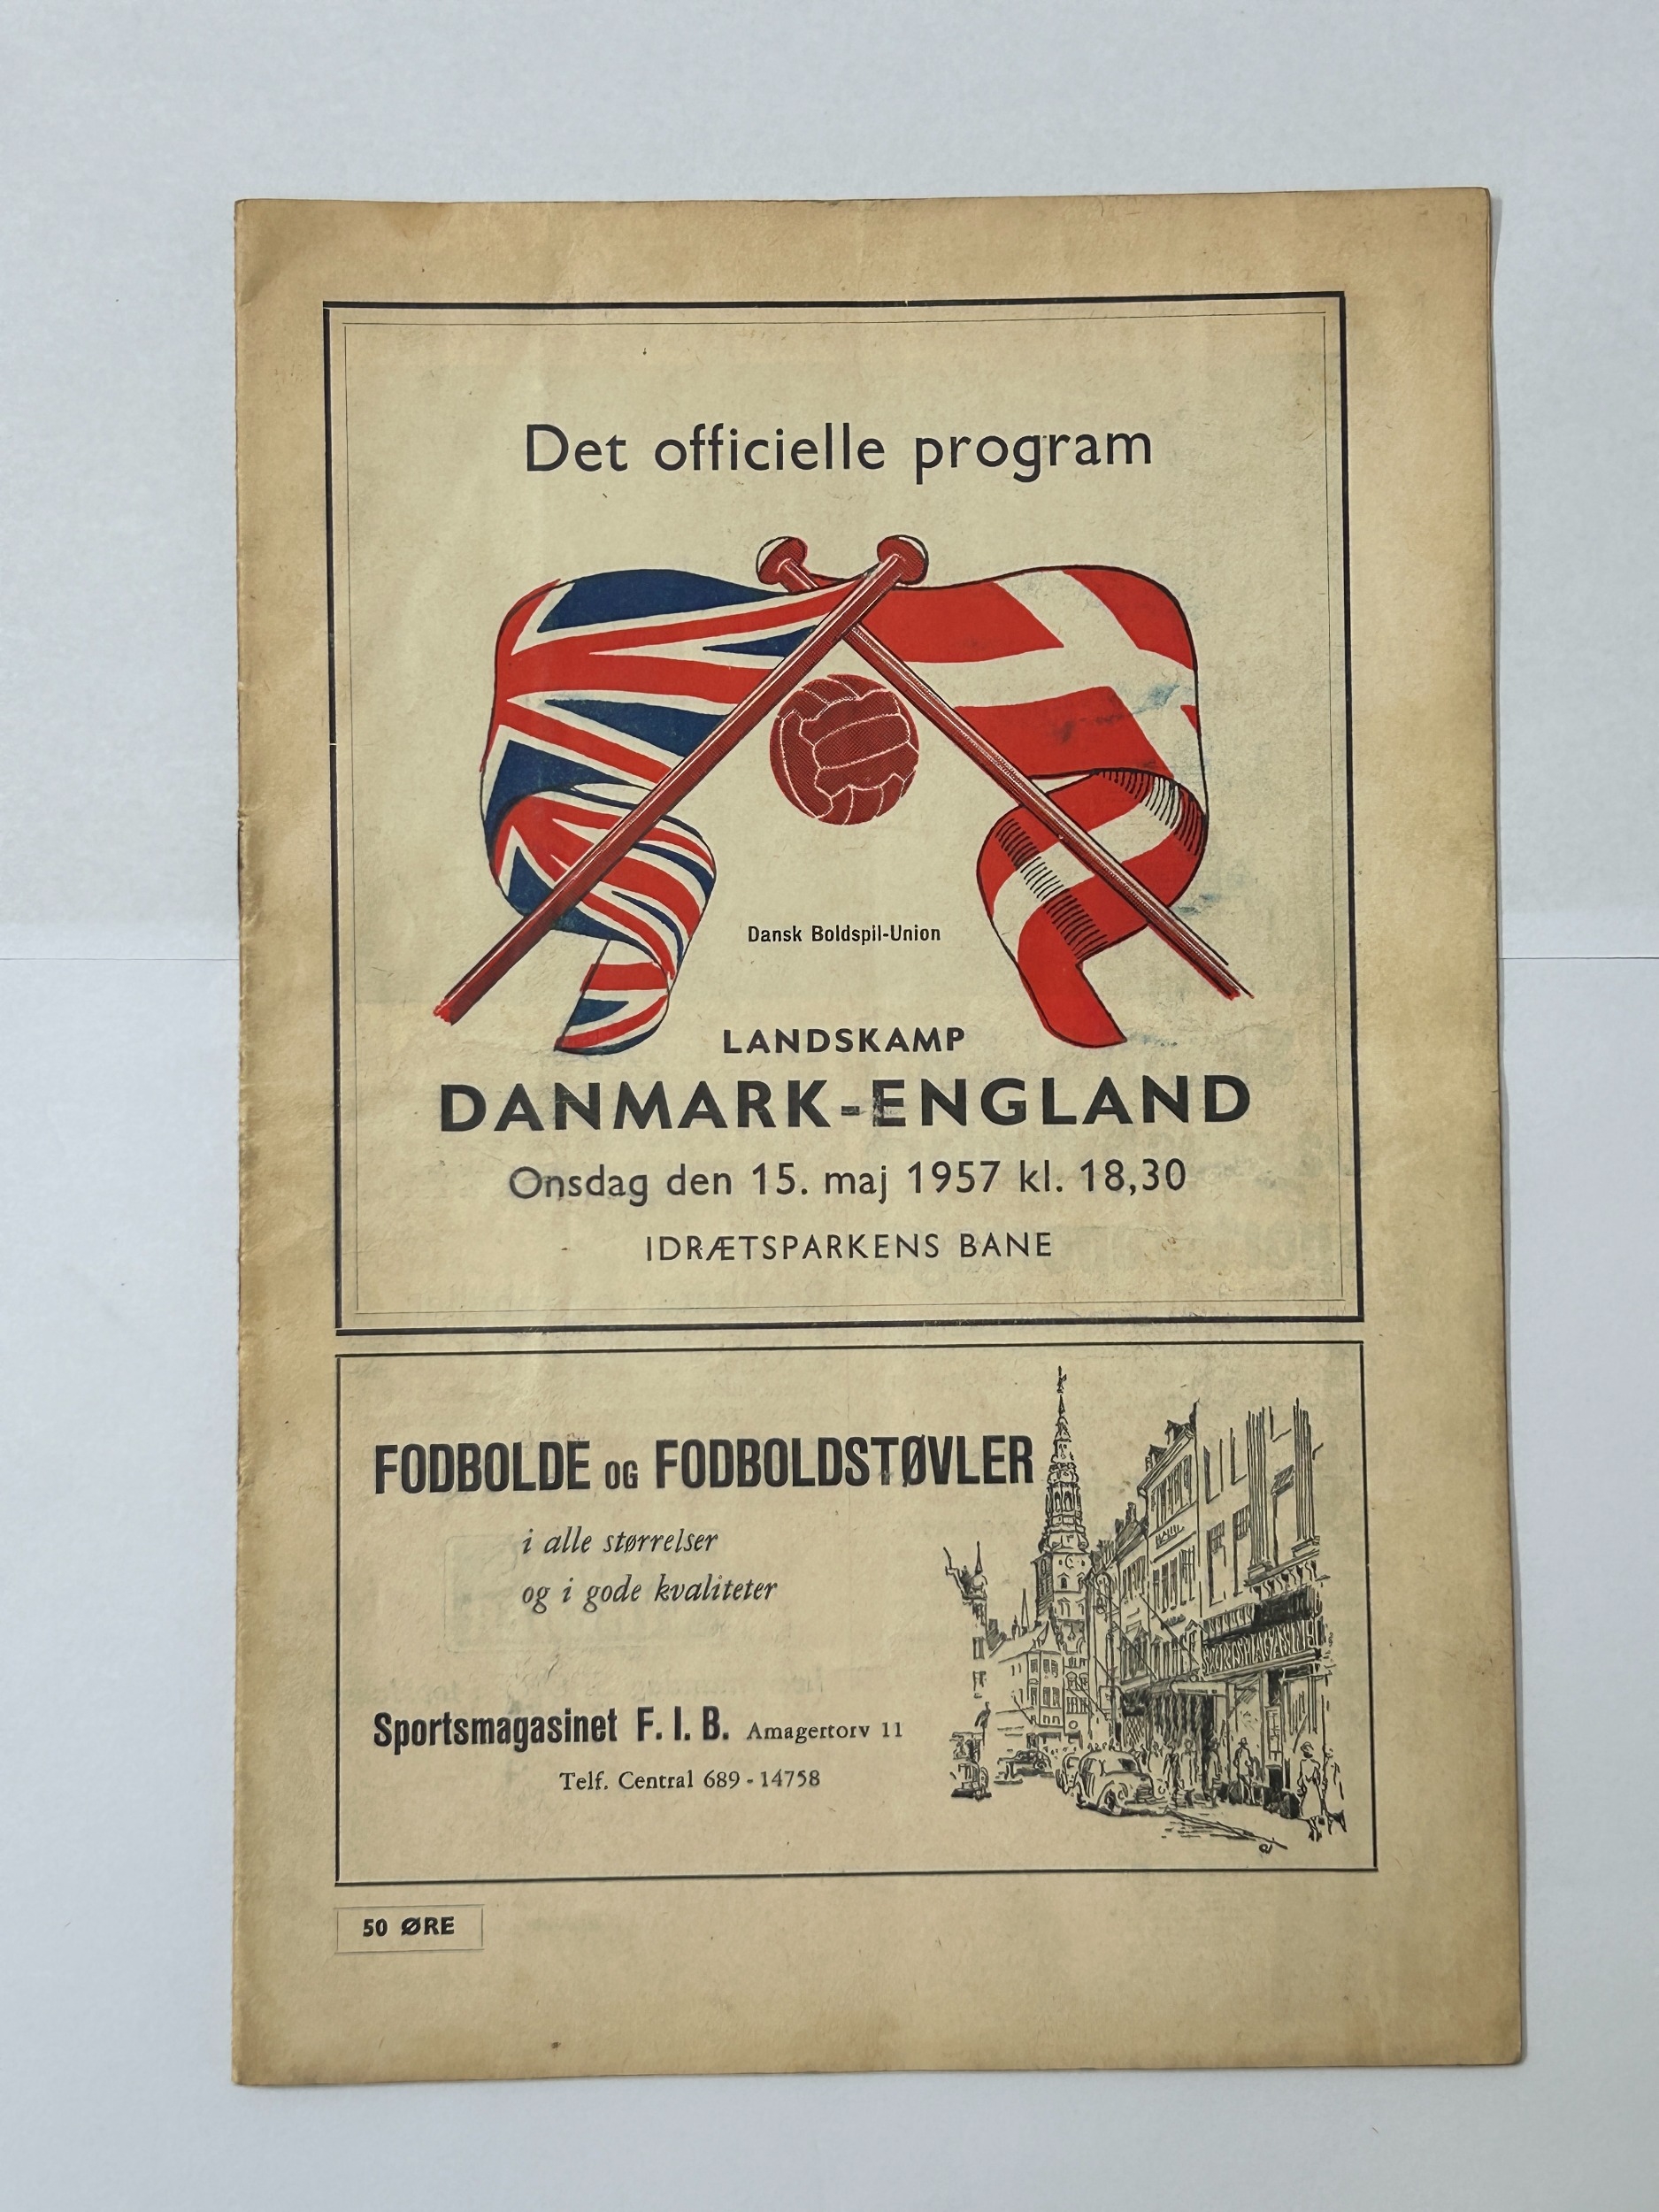 Det officielle program
Dansk Boldspil-Union
LANDSKAMP
DANMARK-ENGLAND
Onsdag den 15. maj 1957 kl. 18,30
IDRÆTSPARKENS BANE
FODBOLDE OG FODBOLDSTØVLER
i alle størrelser
og i gode kvaliteter
SPORTSMAGASINET
Sportsmagasinet F. I. B. Amagertorv 11
Telf. Central 689 - 14758
50 ØRE